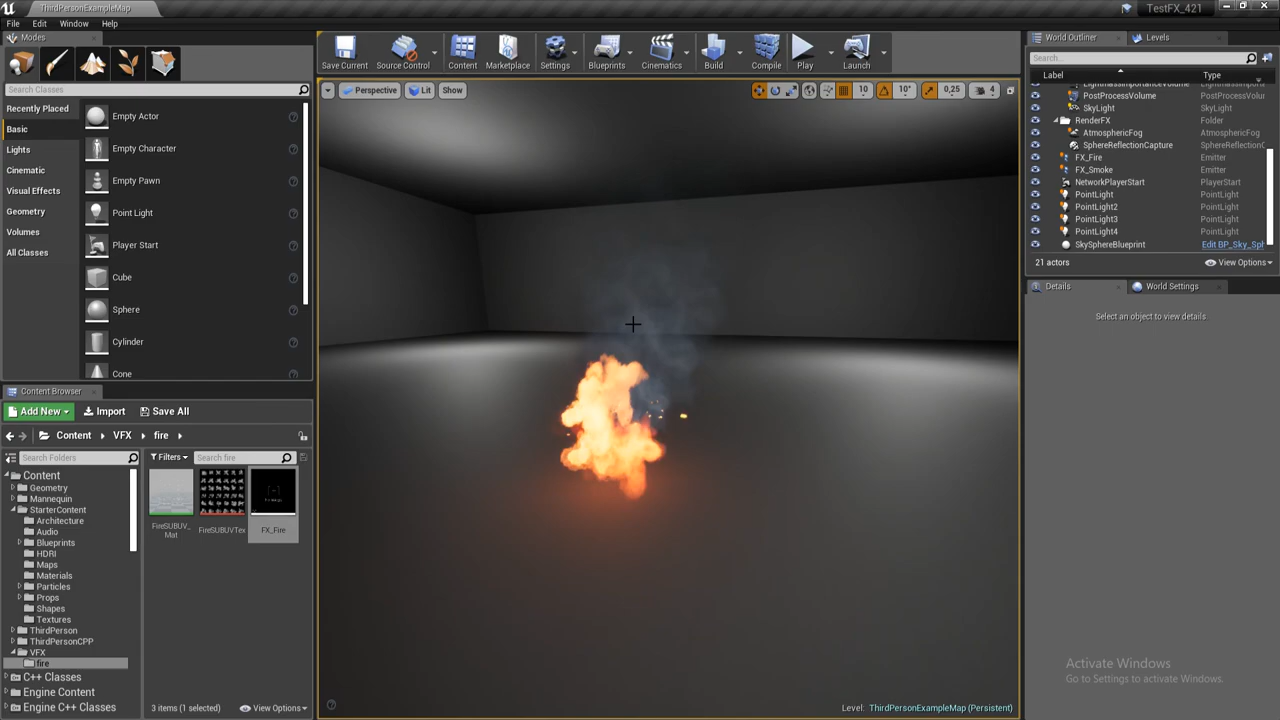 ThirdPersonExampleMap
TestFX_421
File Edit Window Help
Modes
Search Classes
Recently Placed
Basic
Lights
Cinematic
Visual Effects
Geometry
Volumes
All Classes
Empty Actor
Empty Character
Empty Pawn
Point Light
Player Start
Cube
Sphere
Cylinder
Cone
Save Current
Source Control
Content
Marketplace
Settings
Blueprints
Cinematics
Build
Compile
Play
Launch
Perspective Lit Show
10 10° 0,25 4
World Outliner Levels
Search...
Label Type
PostProcessVolume PostProcessVolu
SkyLight SkyLight
RenderFX Folder
AtmosphericFog AtmosphericFog
SphereReflectionCapture SphereReflectionC
FX_Fire Emitter
FX_Smoke Emitter
NetworkPlayerStart PlayerStart
PointLight PointLight
PointLight2 PointLight
PointLight3 PointLight
PointLight4 PointLight
SkySphereBlueprint Edit BP_Sky_Sph
21 actors View Options
Details World Settings
Select an object to view details
Content Browser
Add New Import Save All
Content VFX fire
Search Folders
Filters Search fire
Content
Geometry
Mannequin
StarterContent
Architecture
Audio
Blueprints
HDRI
Maps
Materials
Particles
Props
Shapes
Textures
ThirdPerson
ThirdPersonCPP
VFX
fire
C++ Classes
Engine Content
Engine C++ Classes
FireSUBUV_
Mat
FireSUBUVTex
FX_Fire
3 items (1 selected) View Options
Level: ThirdPersonExampleMap (Persistent)
Activate Windows
Go to Settings to activate Windows.